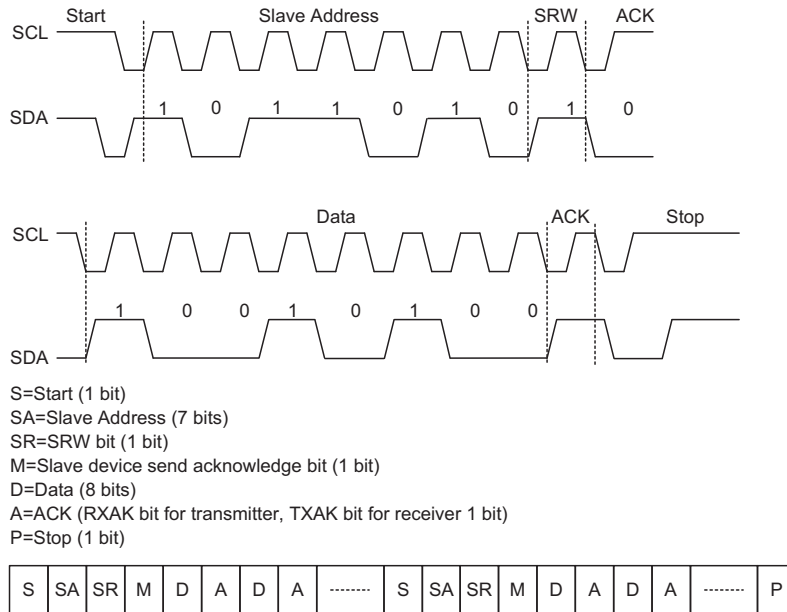 Start Slave Address SRW ACK
SCL
SDA 1 0 1 1 0 1 0 1 0
Data ACK Stop
SCL
SDA 1 0 0 1 0 1 0 0
S=Start (1 bit)
SA=Slave Address (7 bits)
SR=SRW bit (1 bit)
M=Slave device send acknowledge bit (1 bit)
D=Data (8 bits)
A=ACK (RXAK bit for transmitter, TXAK bit for receiver 1 bit)
P=Stop (1 bit)
S SA SR M D A D A ······· S SA SR M D A D A ······· P